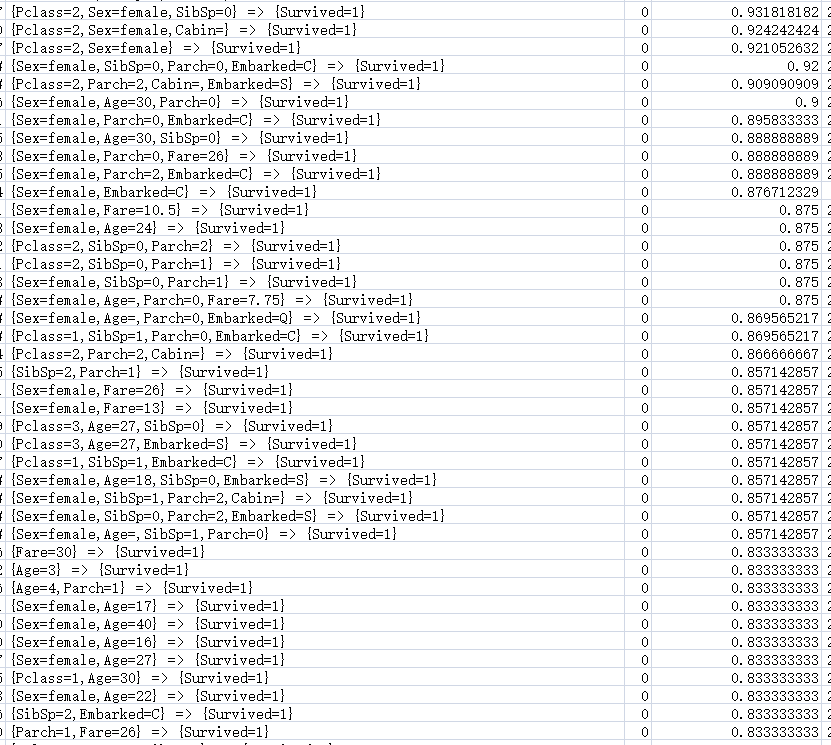 {Pclass=2,Sex=female,SibSp=0} => {Survived=1} 0 0.931818182
{Pclass=2,Sex=female,Cabin=} => {Survived=1} 0 0.924242424
{Pclass=2,Sex=female} => {Survived=1} 0 0.921052632
{Sex=female,SibSp=0,Parch=0,Embarked=C} => {Survived=1} 0 0.92
{Pclass=2,Parch=2,Cabin=,Embarked=S} => {Survived=1} 0 0.909090909
{Sex=female,Age=30,Parch=0} => {Survived=1} 0 0.9
{Sex=female,Parch=0,Embarked=C} => {Survived=1} 0 0.895833333
{Sex=female,Age=30,SibSp=0} => {Survived=1} 0 0.888888889
{Sex=female,Parch=0,Fare=26} => {Survived=1} 0 0.888888889
{Sex=female,Parch=2,Embarked=C} => {Survived=1} 0 0.888888889
{Sex=female,Embarked=C} => {Survived=1} 0 0.876712329
{Sex=female,Fare=10.5} => {Survived=1} 0 0.875
{Sex=female,Age=24} => {Survived=1} 0 0.875
{Pclass=2,SibSp=0,Parch=2} => {Survived=1} 0 0.875
{Pclass=2,SibSp=0,Parch=1} => {Survived=1} 0 0.875
{Sex=female,SibSp=0,Parch=1} => {Survived=1} 0 0.875
{Sex=female,Age=,Parch=0,Fare=7.75} => {Survived=1} 0 0.875
{Sex=female,Age=,Parch=0,Embarked=Q} => {Survived=1} 0 0.869565217
{Pclass=1,SibSp=1,Parch=0,Embarked=C} => {Survived=1} 0 0.869565217
{Pclass=2,Parch=2,Cabin=} => {Survived=1} 0 0.866666667
{SibSp=2,Parch=1} => {Survived=1} 0 0.857142857
{Sex=female,Fare=26} => {Survived=1} 0 0.857142857
{Sex=female,Fare=13} => {Survived=1} 0 0.857142857
{Pclass=3,Age=27,SibSp=0} => {Survived=1} 0 0.857142857
{Pclass=3,Age=27,Embarked=S} => {Survived=1} 0 0.857142857
{Pclass=1,SibSp=1,Embarked=C} => {Survived=1} 0 0.857142857
{Sex=female,Age=18,SibSp=0,Embarked=S} => {Survived=1} 0 0.857142857
{Sex=female,SibSp=1,Parch=2,Cabin=} => {Survived=1} 0 0.857142857
{Sex=female,SibSp=0,Parch=2,Embarked=S} => {Survived=1} 0 0.857142857
{Sex=female,Age=,SibSp=1,Parch=0} => {Survived=1} 0 0.857142857
{Fare=30} => {Survived=1} 0 0.833333333
{Age=3} => {Survived=1} 0 0.833333333
{Age=4,Parch=1} => {Survived=1} 0 0.833333333
{Sex=female,Age=17} => {Survived=1} 0 0.833333333
{Sex=female,Age=40} => {Survived=1} 0 0.833333333
{Sex=female,Age=16} => {Survived=1} 0 0.833333333
{Sex=female,Age=27} => {Survived=1} 0 0.833333333
{Pclass=1,Age=30} => {Survived=1} 0 0.833333333
{Sex=female,Age=22} => {Survived=1} 0 0.833333333
{SibSp=2,Embarked=C} => {Survived=1} 0 0.833333333
{Parch=1,Fare=26} => {Survived=1} 0 0.833333333